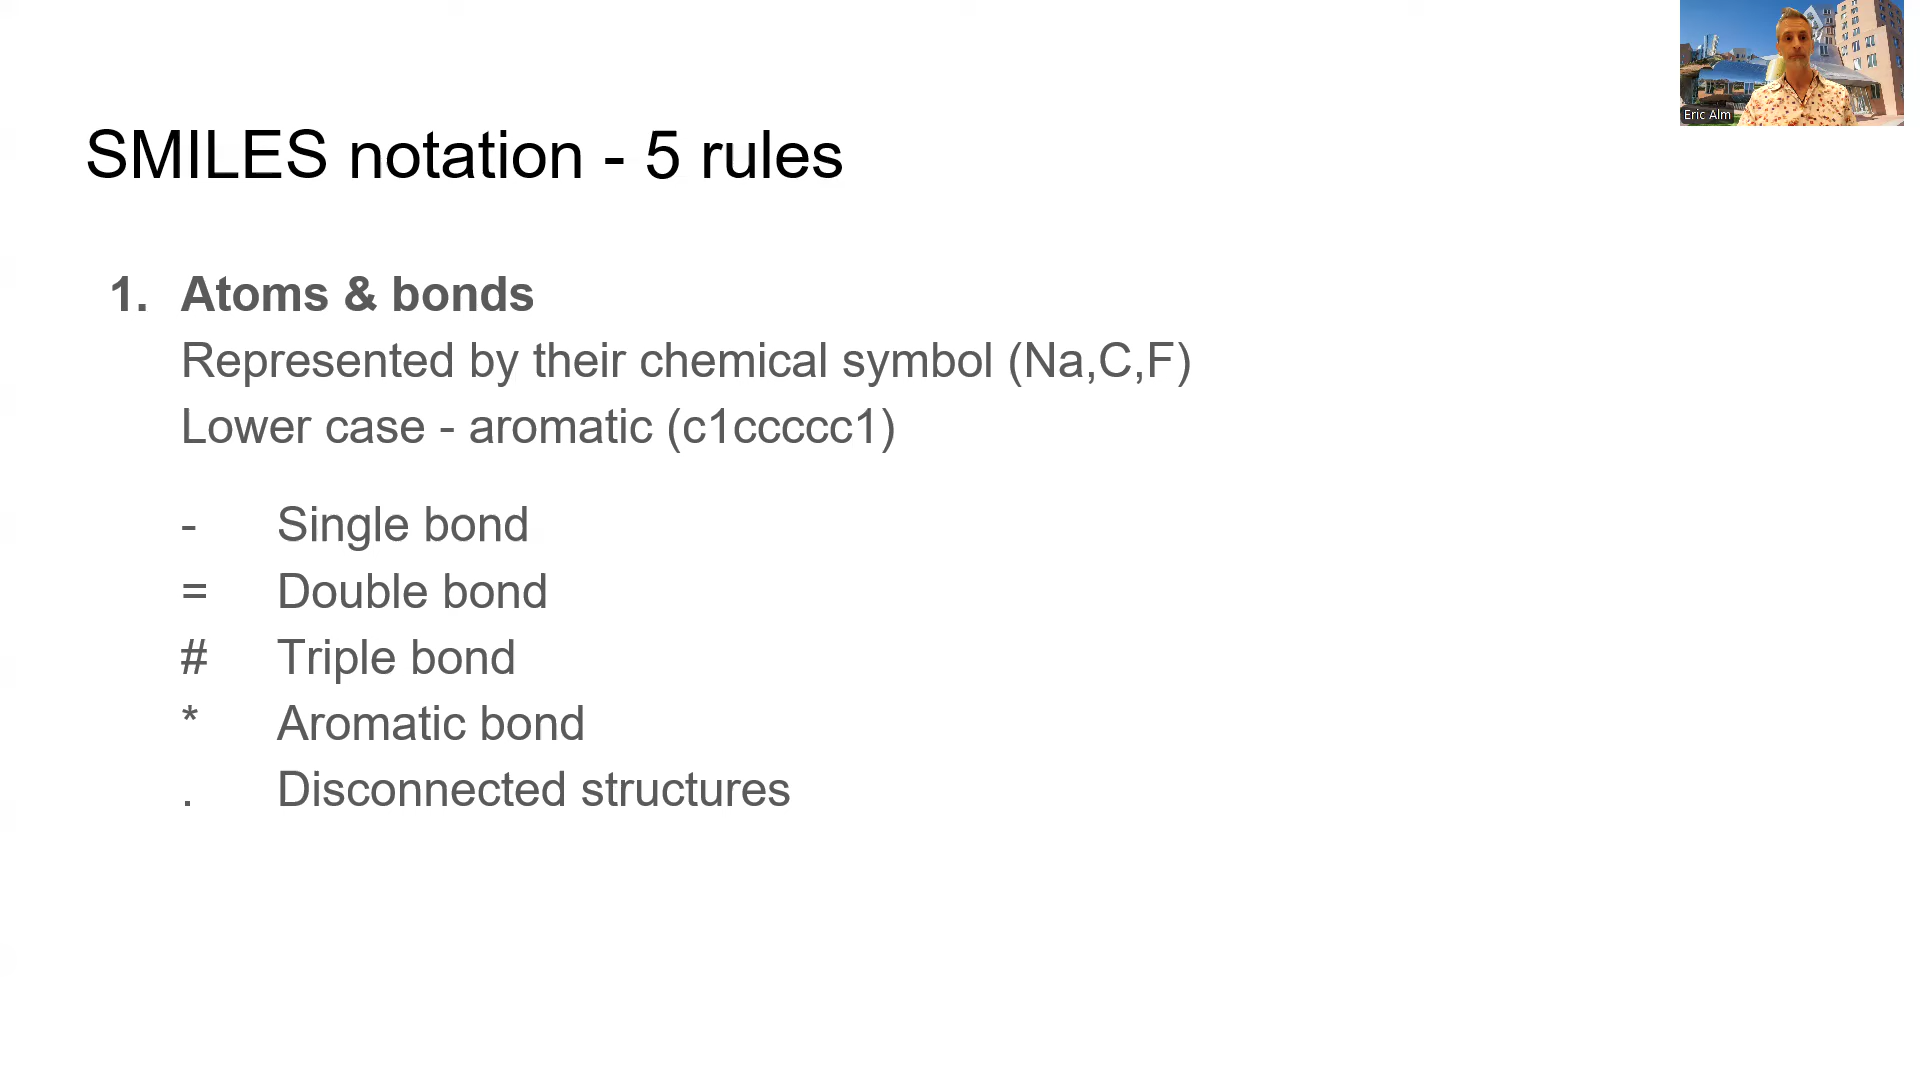 Eric Alm
SMILES notation - 5 rules
1. Atoms & bonds
Represented by their chemical symbol (Na,C,F)
Lower case - aromatic (c1ccccc1)
- Single bond
= Double bond
# Triple bond
* Aromatic bond
. Disconnected structures